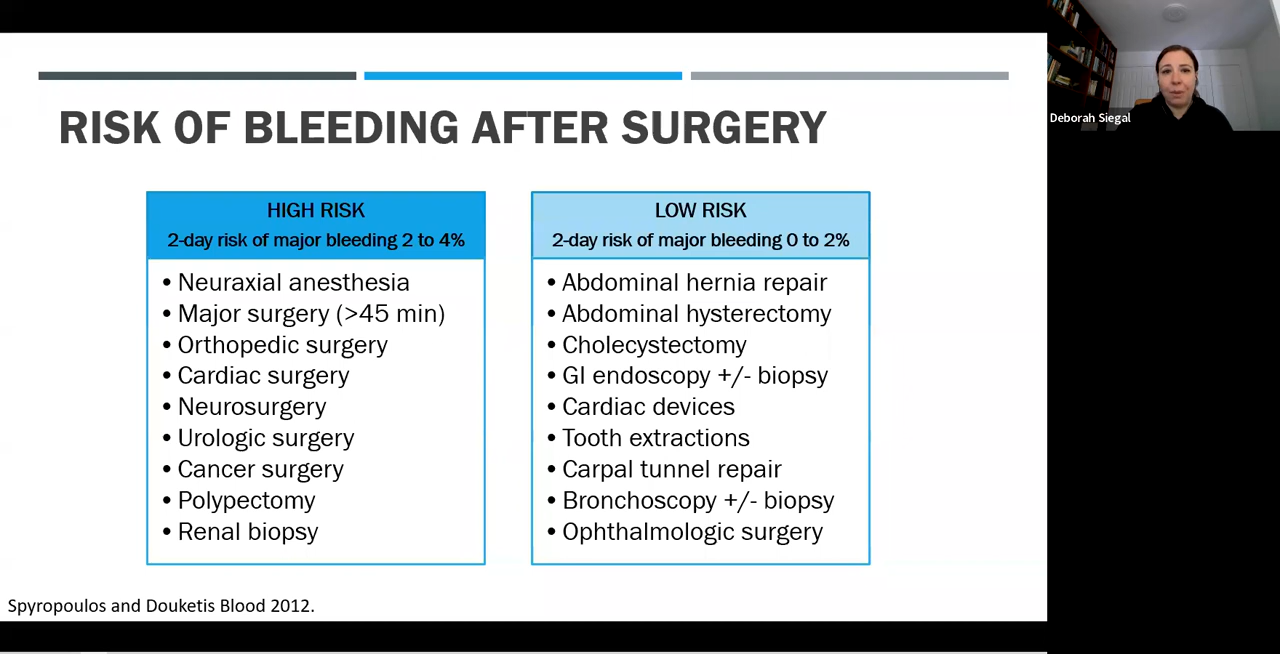 RISK OF BLEEDING AFTER SURGERY
HIGH RISK
2-day risk of major bleeding 2 to 4%
• Neuraxial anesthesia
• Major surgery (>45 min)
• Orthopedic surgery
• Cardiac surgery
• Neurosurgery
• Urologic surgery
• Cancer surgery
• Polypectomy
• Renal biopsy
LOW RISK
2-day risk of major bleeding 0 to 2%
• Abdominal hernia repair
• Abdominal hysterectomy
• Cholecystectomy
• GI endoscopy +/- biopsy
• Cardiac devices
• Tooth extractions
• Carpal tunnel repair
• Bronchoscopy +/- biopsy
• Ophthalmologic surgery
Spyropoulos and Douketis Blood 2012.
Deborah Siegal